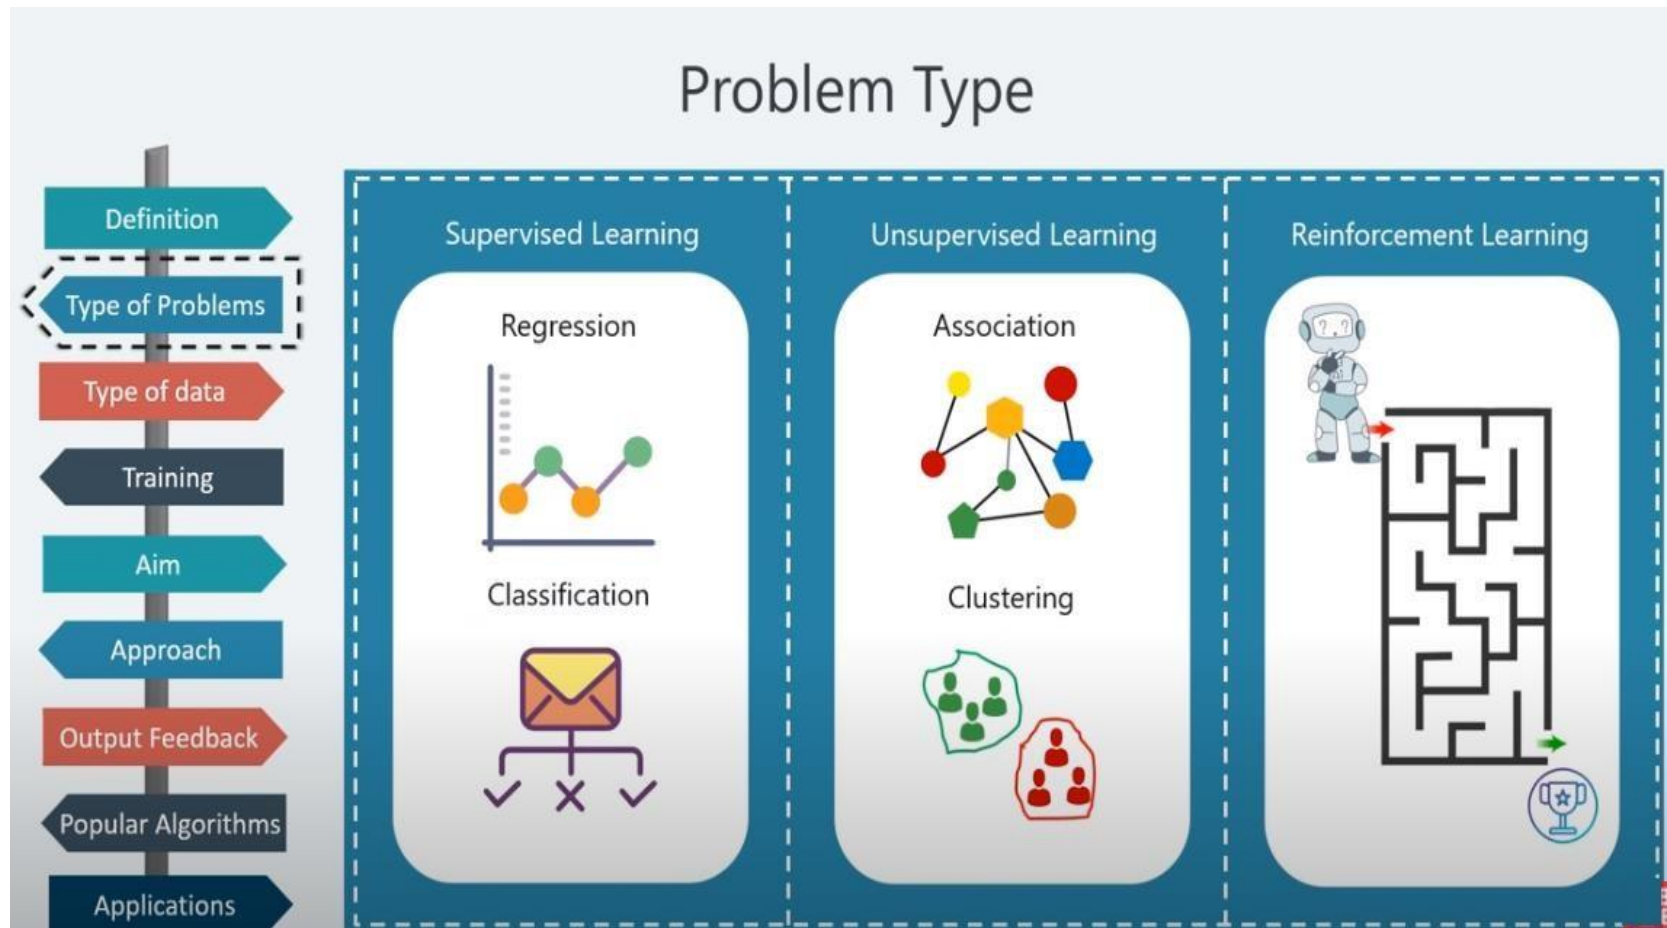 Problem Type
Definition
Type of Problems
Type of data
Training
Aim
Approach
Output Feedback
Popular Algorithms
Applications
Supervised Learning
Regression
Classification
Unsupervised Learning
Association
Clustering
Reinforcement Learning
? ?